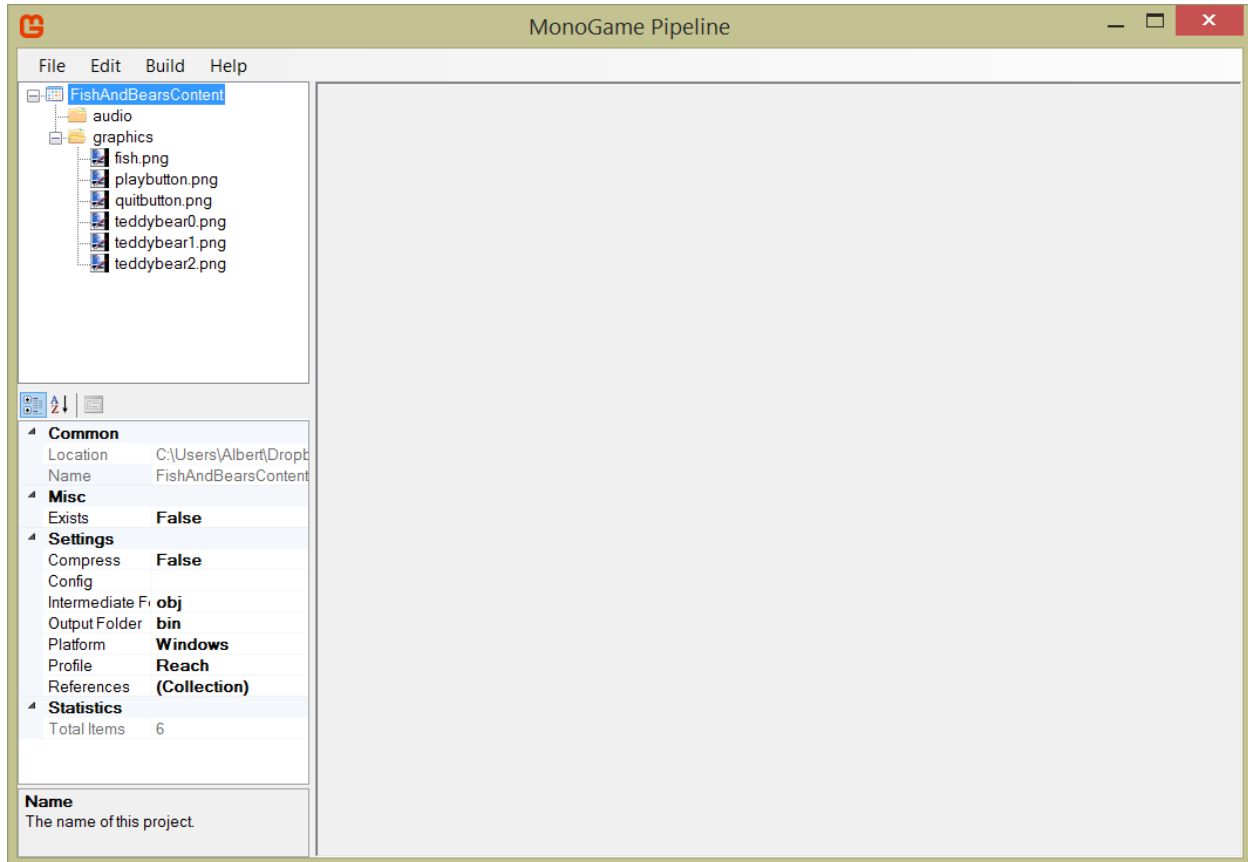 MonoGame Pipeline
File Edit Build Help
FishAndBearsContent
audio
graphics
fish.png
playbutton.png
quitbutton.png
teddybear0.png
teddybear1.png
teddybear2.png
Common
Location C:\Users\Albert\Dropb
Name FishAndBearsContent
Misc
Exists False
Settings
Compress False
Config
Intermediate Fo obj
Output Folder bin
Platform Windows
Profile Reach
References (Collection)
Statistics
Total Items 6
Name
The name of this project.